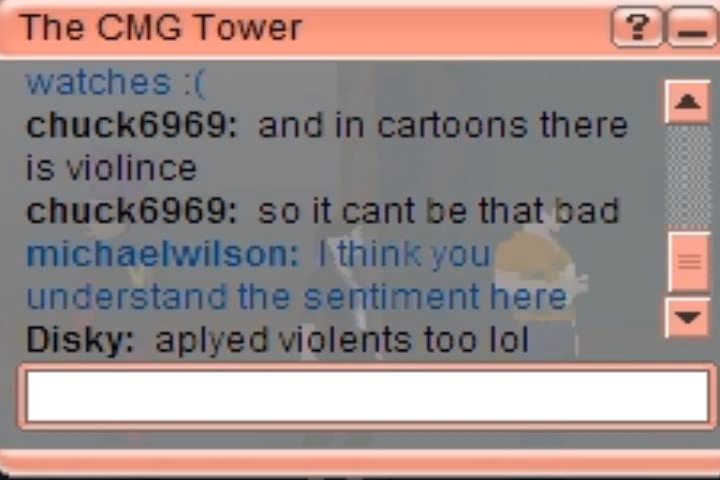 The CMG Tower
?
watches :(
chuck6969: and in cartoons there
is violince
chuck6969: so it cant be that bad
michaelwilson: I think you
understand the sentiment here
Disky: aplyed violents too lol